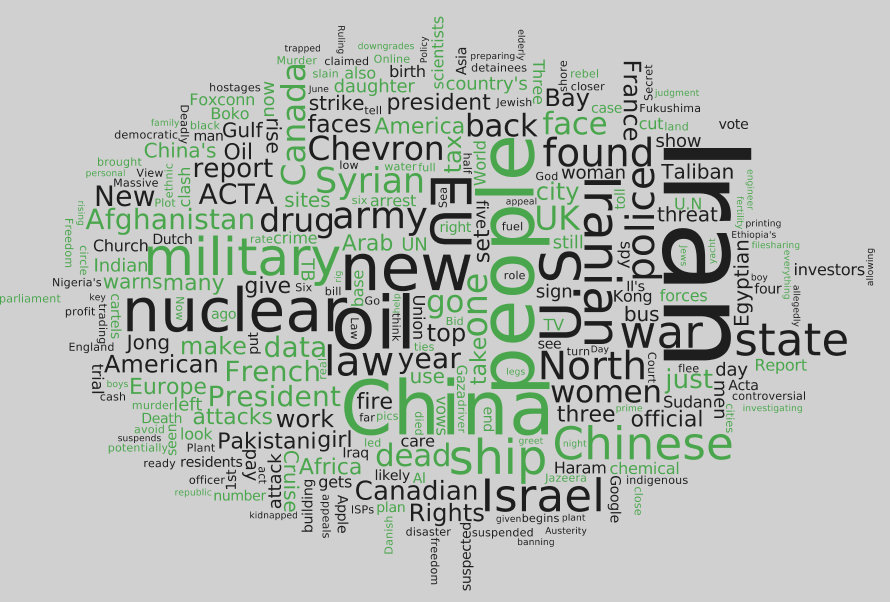 Ruling
trapped
claimed
downgrades
Online
Policy
scientists
Asia
preparing
elderly
detainees
Murder
slain
also
birth
country's
Three
shore
rebel
closer
France
Secret
judgment
hostages
Foxconn
Boko
now
Canada
June
daughter
strike
tell
president
Jewish
Bay
case
Fukushima
family
black
Deadly
democratic
man
Gulf
rise
faces
America
back
face
cut
land
vote
China's
Oil
Chevron
low
tax
half
World
people
found
show
Iran
brought
personal
View
Massive
ethnic
clash
report
water
full
Syrian
God
woman
Taliban
engineer
New
Plot
ACTA
sites
six
arrest
EU
Sea
appeal
city
Iranian
toll
police
U.N
fertility
rising
Freedom
Afghanistan
drug
army
right
setelvif
fuel
UK
threat
printing
Ethiopia's
Church
Dutch
rate
crime
Arab
UN
still
spy
Jews
yacht
Egyptian
filesharing
everything
circle
Indian
military
TBI
new
role
US
investors
allowing
Nigeria's
warns
many
give
Six
rig
base
bill
Go
help
go
one
sign
Il's
Kong
forces
boy
four
allegedly
parliament
key
trading
profit
cartels
Now
nuclear
ago
oil
Law
think
Union
Bid
top
TV
bus
war
state
England
Jong
make
and
data
law
year
ties
take
see
turn
Day
trial
American
French
real
use
Gaza
driver
legs
North
Court
flee
day
Report
boys
cash
Europe
President
China
fire
vows
just
men
Acta
controversial
murder
left
far
pics
died
end
women
prime
Sudan
cities
investigating
Death
attacks
work
three
official
avoid
suspends
seen
look
Pakistani
girl
led
care
greet
night
Chinese
potentially
Plant
Iraq
dead
ship
ready
residents
pay
act
attack
Cruise
Africa
likely
Al
Jazeera
Haram
chemical
officer
1st
gets
Canadian
Israel
Google
indigenous
republic
number
building
appeals
Apple
ISPs
plan
Rights
close
kidnapped
given
begins
plant
Danish
disaster
freedom
suspected
suspended
Austerity
banning